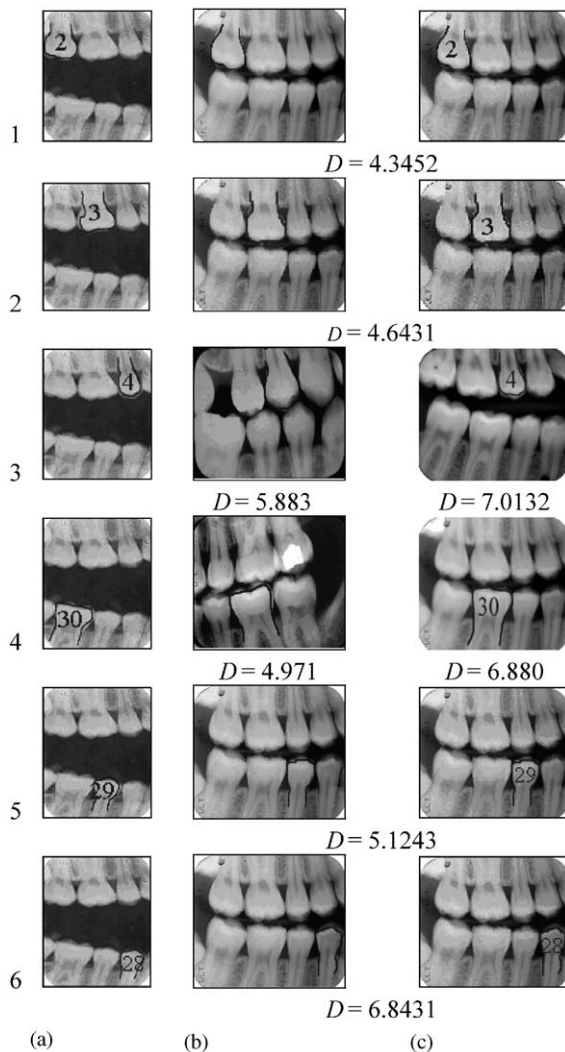 2 2
1
D = 4.3452
3 3
2
D = 4.6431
4 4
3
D = 5.883 D = 7.0132
30 30
4
D = 4.971 D = 6.880
29 29
5
D = 5.1243
28 28
6
D = 6.8431
(a) (b) (c)